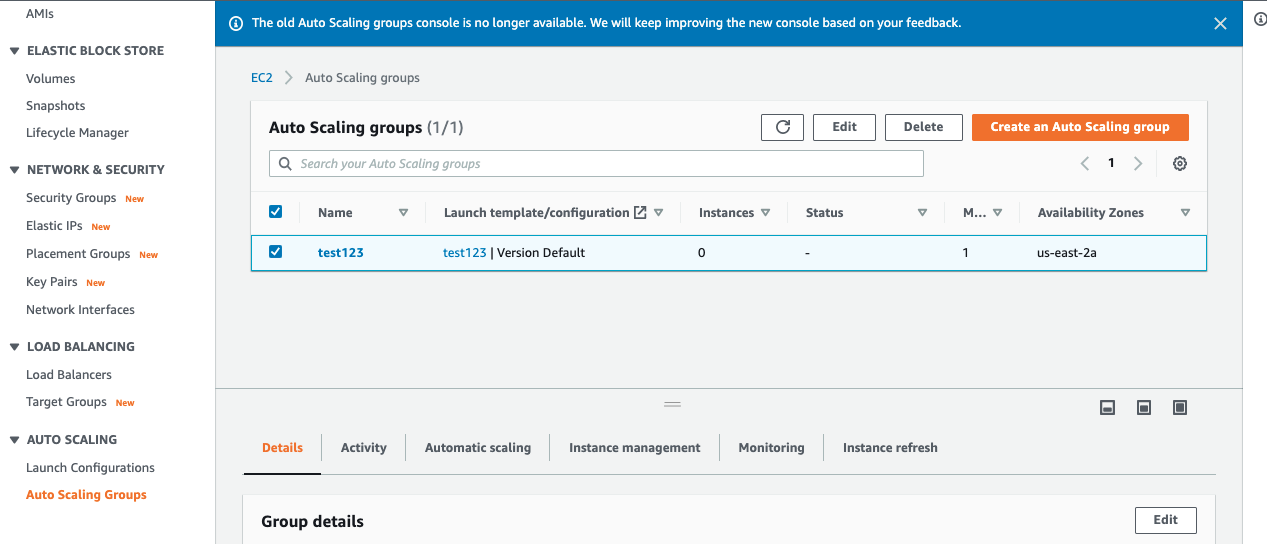 The old Auto Scaling groups console is no longer available. We will keep improving the new console based on your feedback.
AMIs
ELASTIC BLOCK STORE
Volumes
Snapshots
Lifecycle Manager
NETWORK & SECURITY
Security Groups New
Elastic IPs New
Placement Groups New
Key Pairs New
Network Interfaces
LOAD BALANCING
Load Balancers
Target Groups New
AUTO SCALING
Launch Configurations
Auto Scaling Groups
EC2 Auto Scaling groups
Auto Scaling groups (1/1) Edit Delete Create an Auto Scaling group
Search your Auto Scaling groups 1
Name Launch template/configuration Instances Status M... Availability Zones
test123 test123 | Version Default 0 - 1 us-east-2a
Details Activity Automatic scaling Instance management Monitoring Instance refresh
Group details Edit